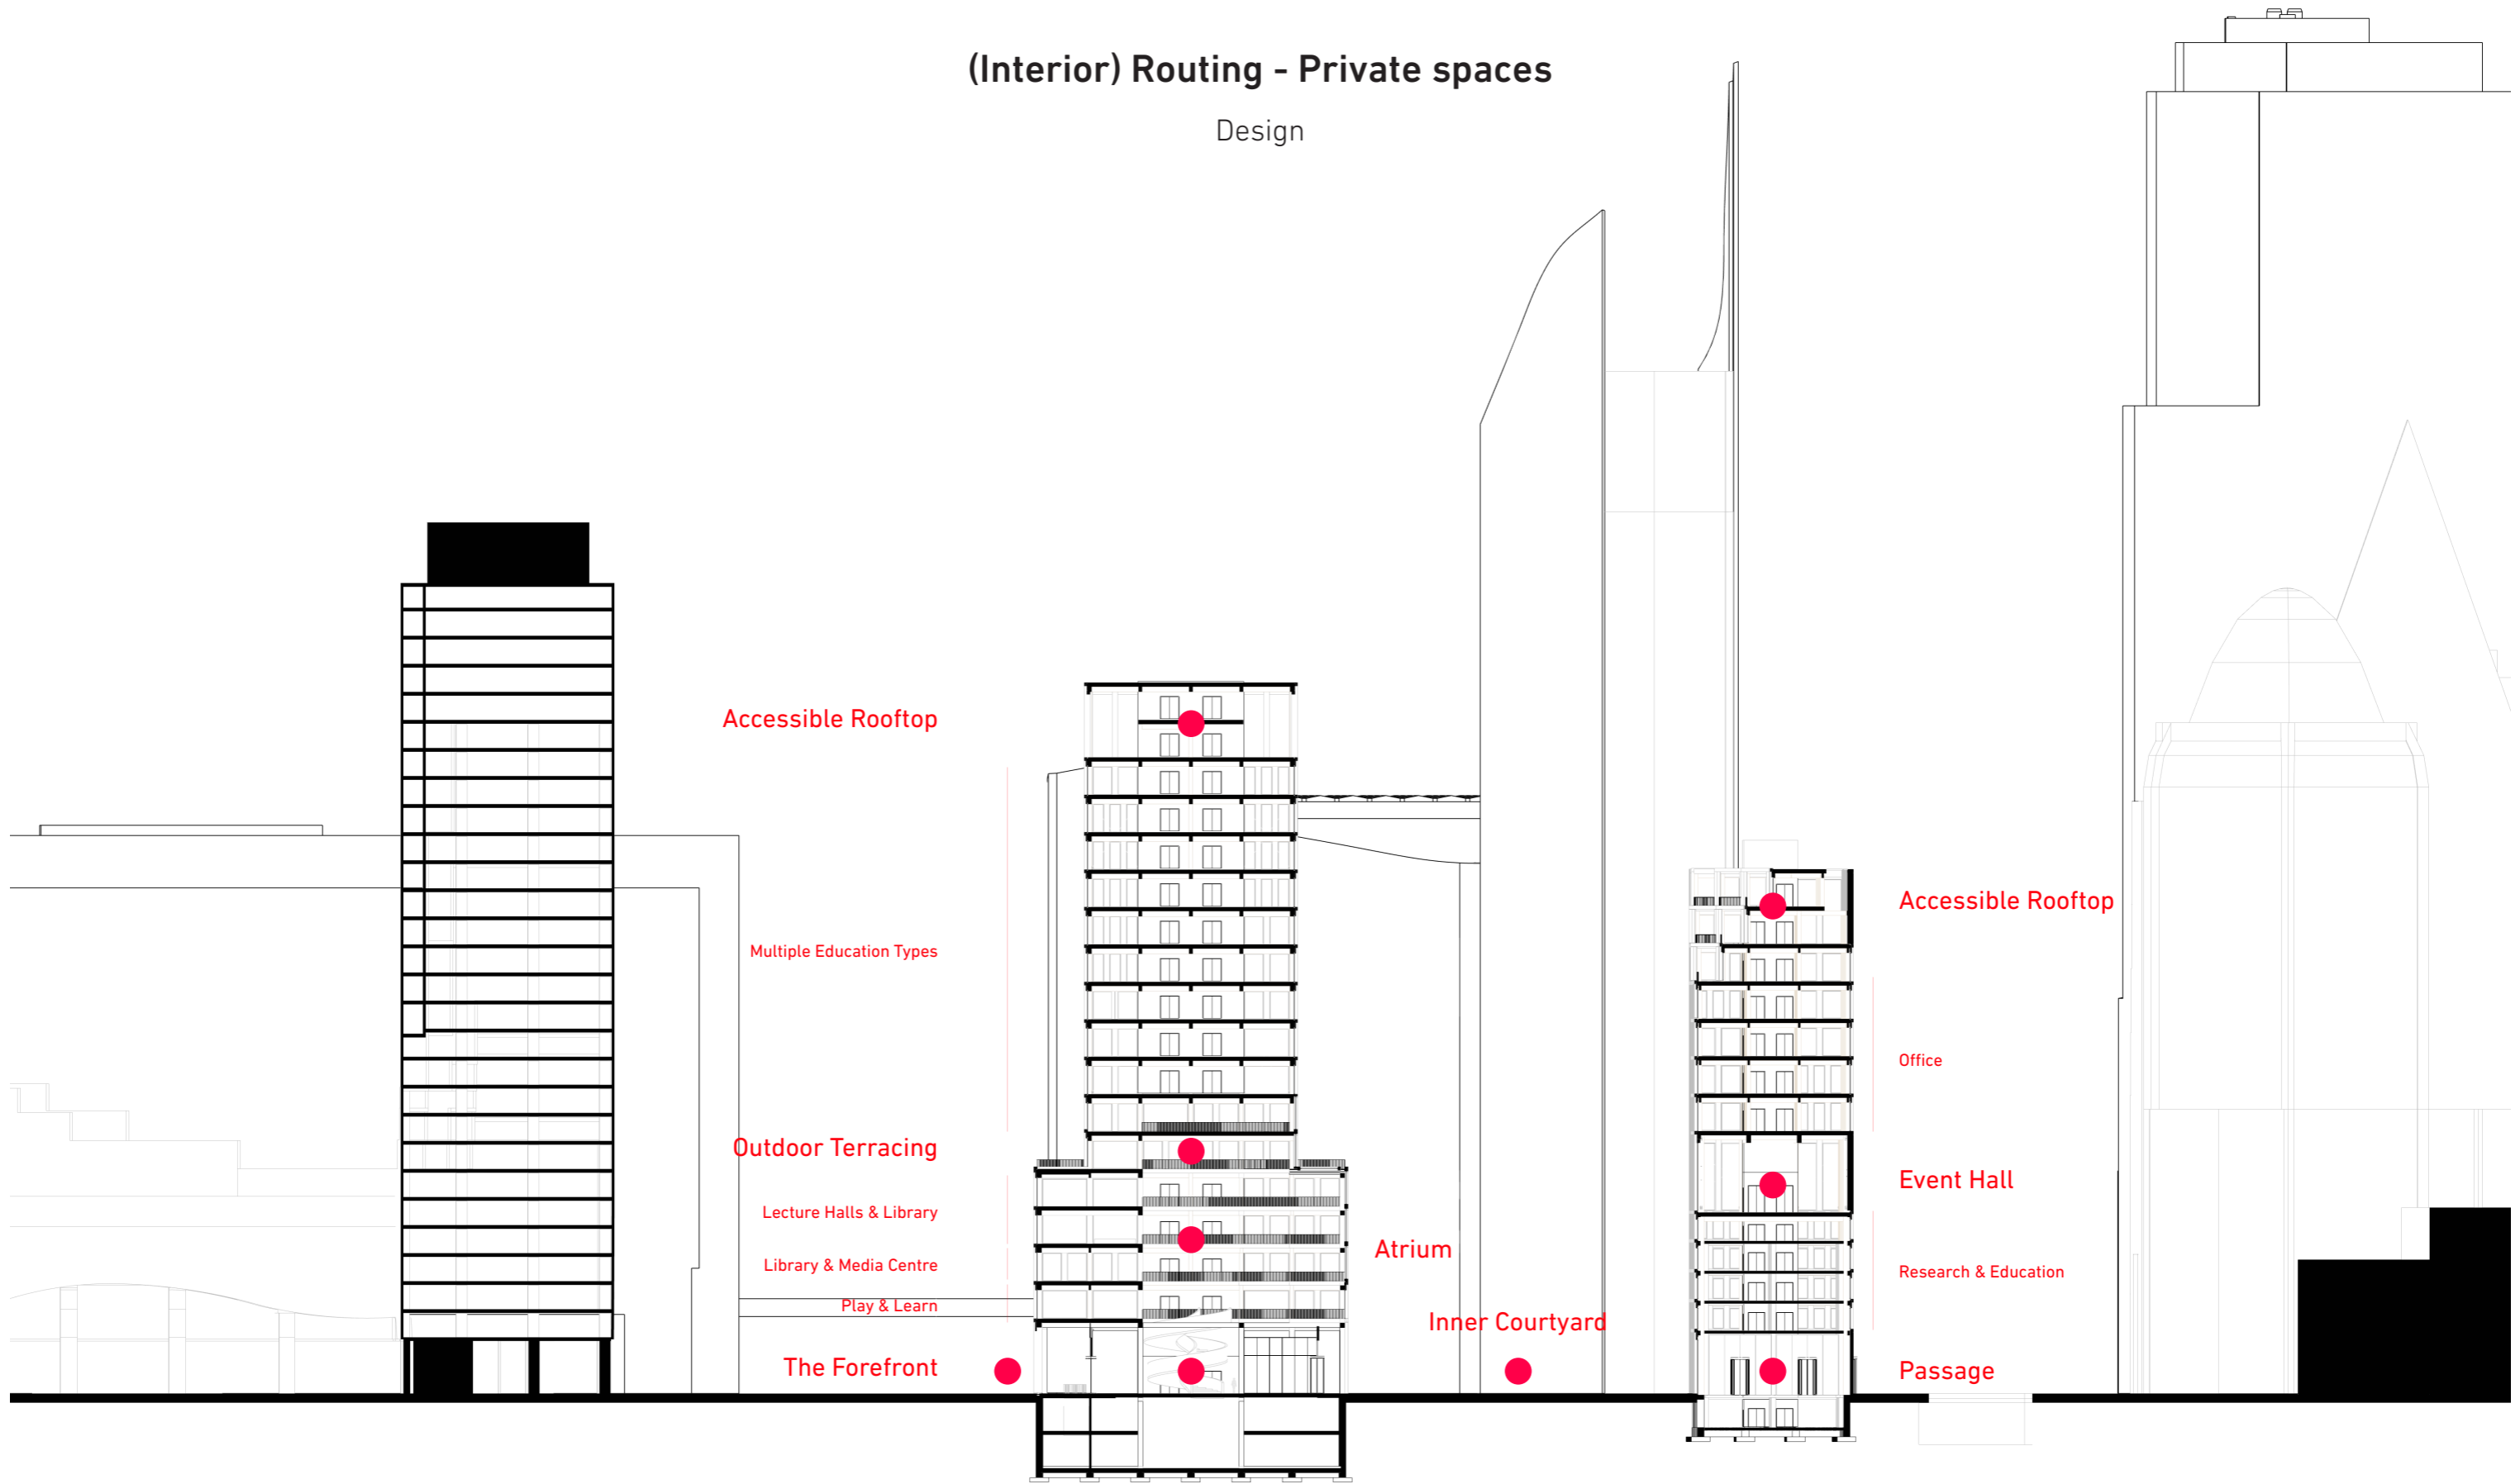 (Interior) Routing - Private spaces
Design
Accessible Rooftop
Accessible Rooftop
Multiple Education Types
Office
Outdoor Terracing
Event Hall
Lecture Halls & Library
Atrium
Library & Media Centre
Research & Education
Play & Learn
Inner Courtyard
The Forefront
Passage